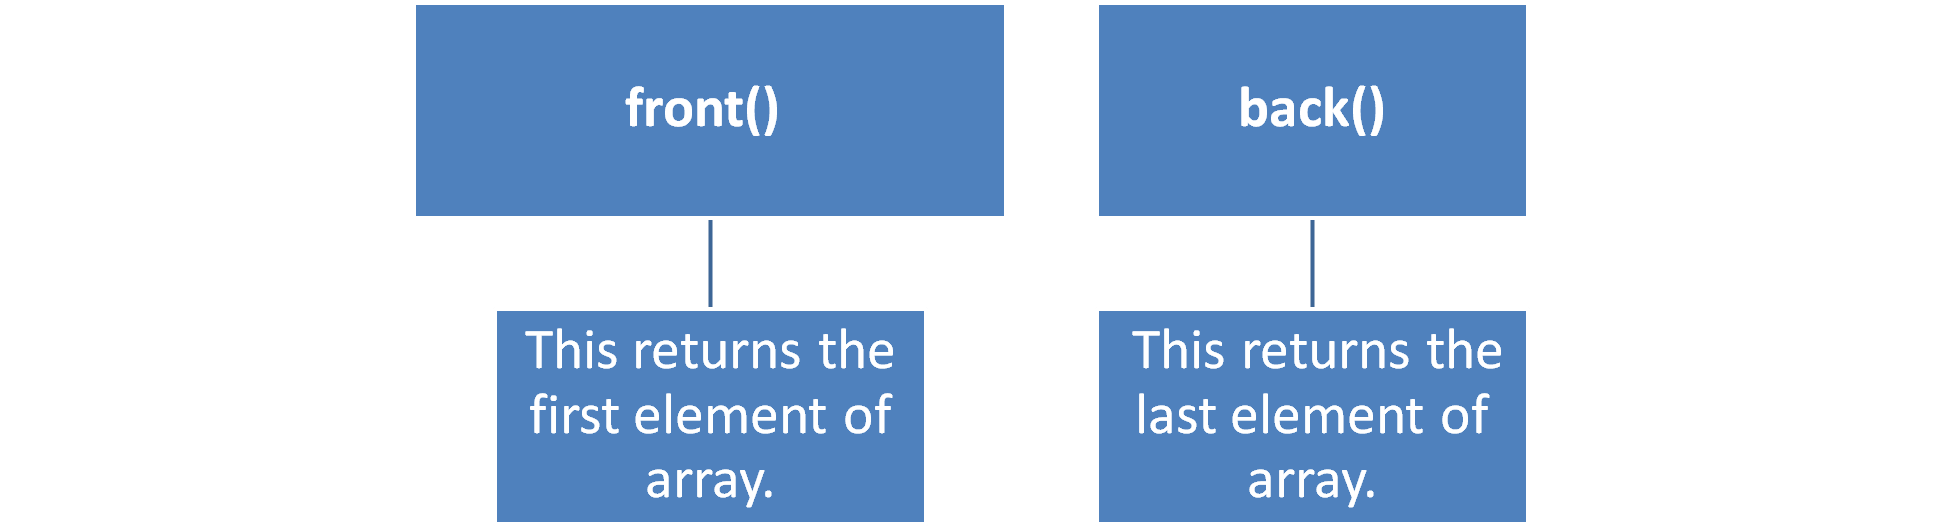 front()
This returns the
first element of
array.
back()
This returns the
last element of
array.